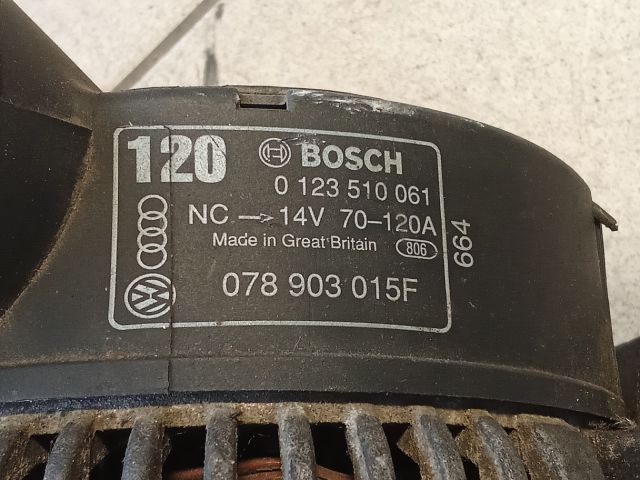 120 BOSCH
0 123 510 061
NC -> 14V 70-120A
Made in Great Britain 806
664
078 903 015F